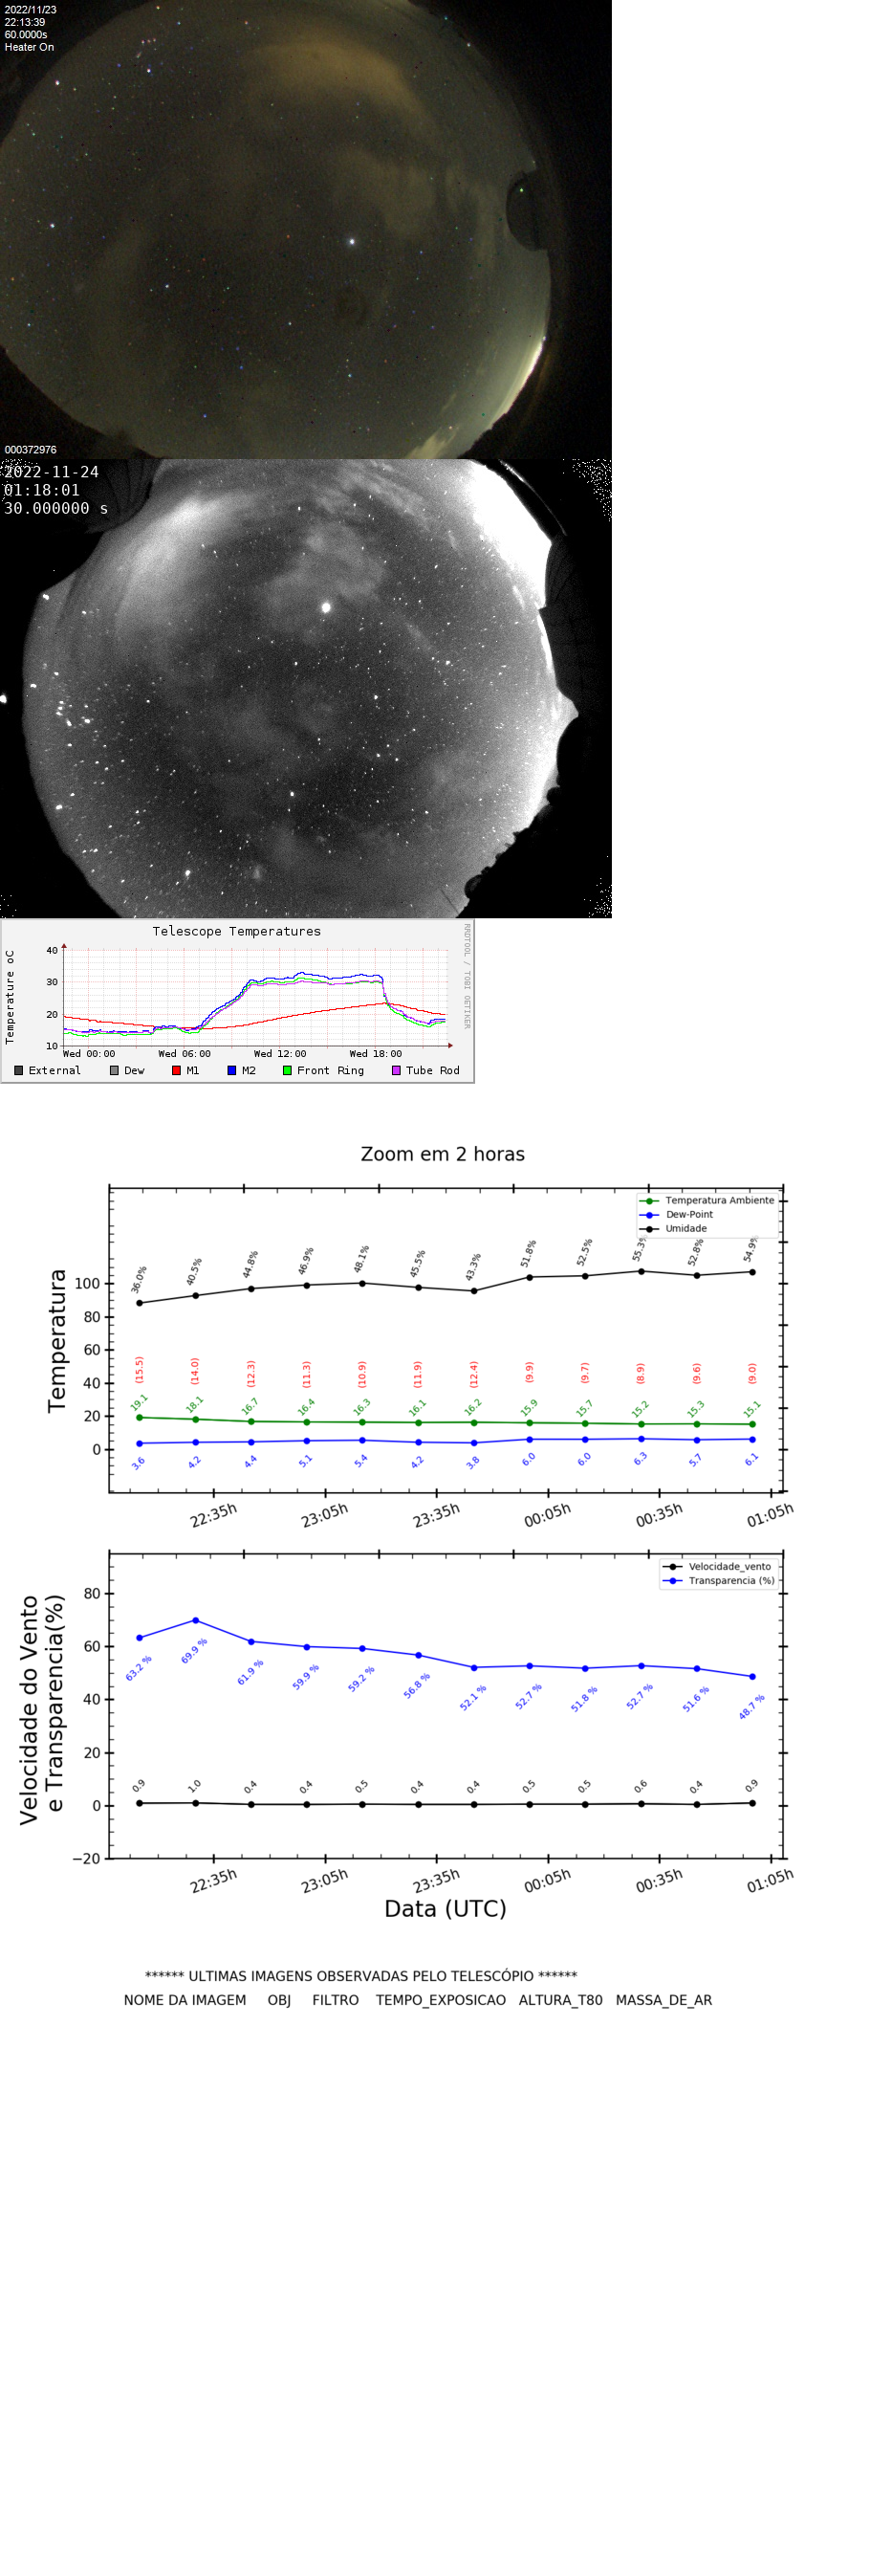 2022/11/23
22:13:39
60.0000s
Heater On
000372976
2022-11-24
01:18:01
30.000000 s
Telescope Temperatures
RRDTOOL / TOBI OETIKER
Temperature oC
40
30
20
10
Wed 00:00 Wed 06:00 Wed 12:00 Wed 18:00
External Dew M1 M2 Front Ring Tube Rod
Zoom em 2 horas
Temperatura Ambiente
Dew-Point
Umidade
Temperatura
100
80
60
40
20
0
36.0% 40.5% 44.8% 46.9% 48.1% 45.5% 43.3% 51.8% 52.5% 55.3% 52.8% 54.9%
(15.5) (14.0) (12.3) (11.3) (10.9) (11.9) (12.4) (9.9) (9.7) (8.9) (9.6) (9.0)
19.1 18.1 16.7 16.4 16.3 16.1 16.2 15.9 15.7 15.2 15.3 15.1
3.6 4.2 4.4 5.1 5.4 4.2 3.8 6.0 6.0 6.3 5.7 6.1
22:35h 23:05h 23:35h 00:05h 00:35h 01:05h
Velocidade_vento
Transparencia (%)
Velocidade do Vento
e Transparencia(%)
80
60
40
20
0
−20
63.2 % 69.9 % 61.9 % 59.9 % 59.2 % 56.8 % 52.1 % 52.7 % 51.8 % 52.7 % 51.6 % 48.7 %
0.9 1.0 0.4 0.4 0.5 0.4 0.4 0.5 0.5 0.6 0.4 0.9
22:35h 23:05h 23:35h 00:05h 00:35h 01:05h
Data (UTC)
****** ULTIMAS IMAGENS OBSERVADAS PELO TELESCÓPIO ******
NOME DA IMAGEM OBJ FILTRO TEMPO_EXPOSICAO ALTURA_T80 MASSA_DE_AR